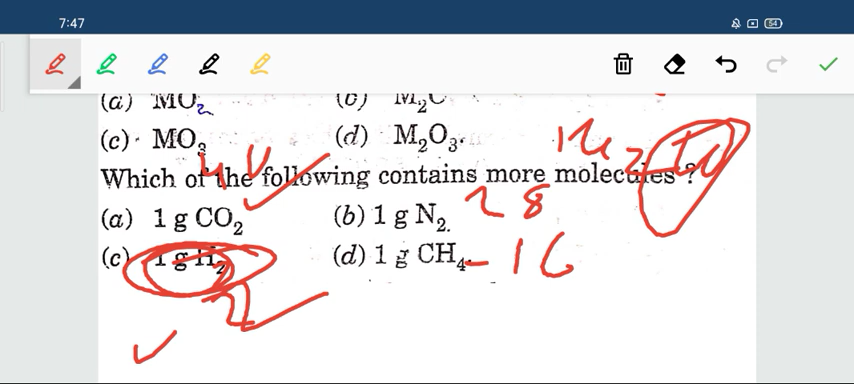 7:47
54
(a) MO2 (b) M₂O
(c) MO₃ (d) M₂O₃.
Which of the following contains more molecules ?
44
(a) 1 g CO₂ (b) 1 g N₂. 28
(c) 1 g H₂ (d) 1 g CH₄. – 16
2